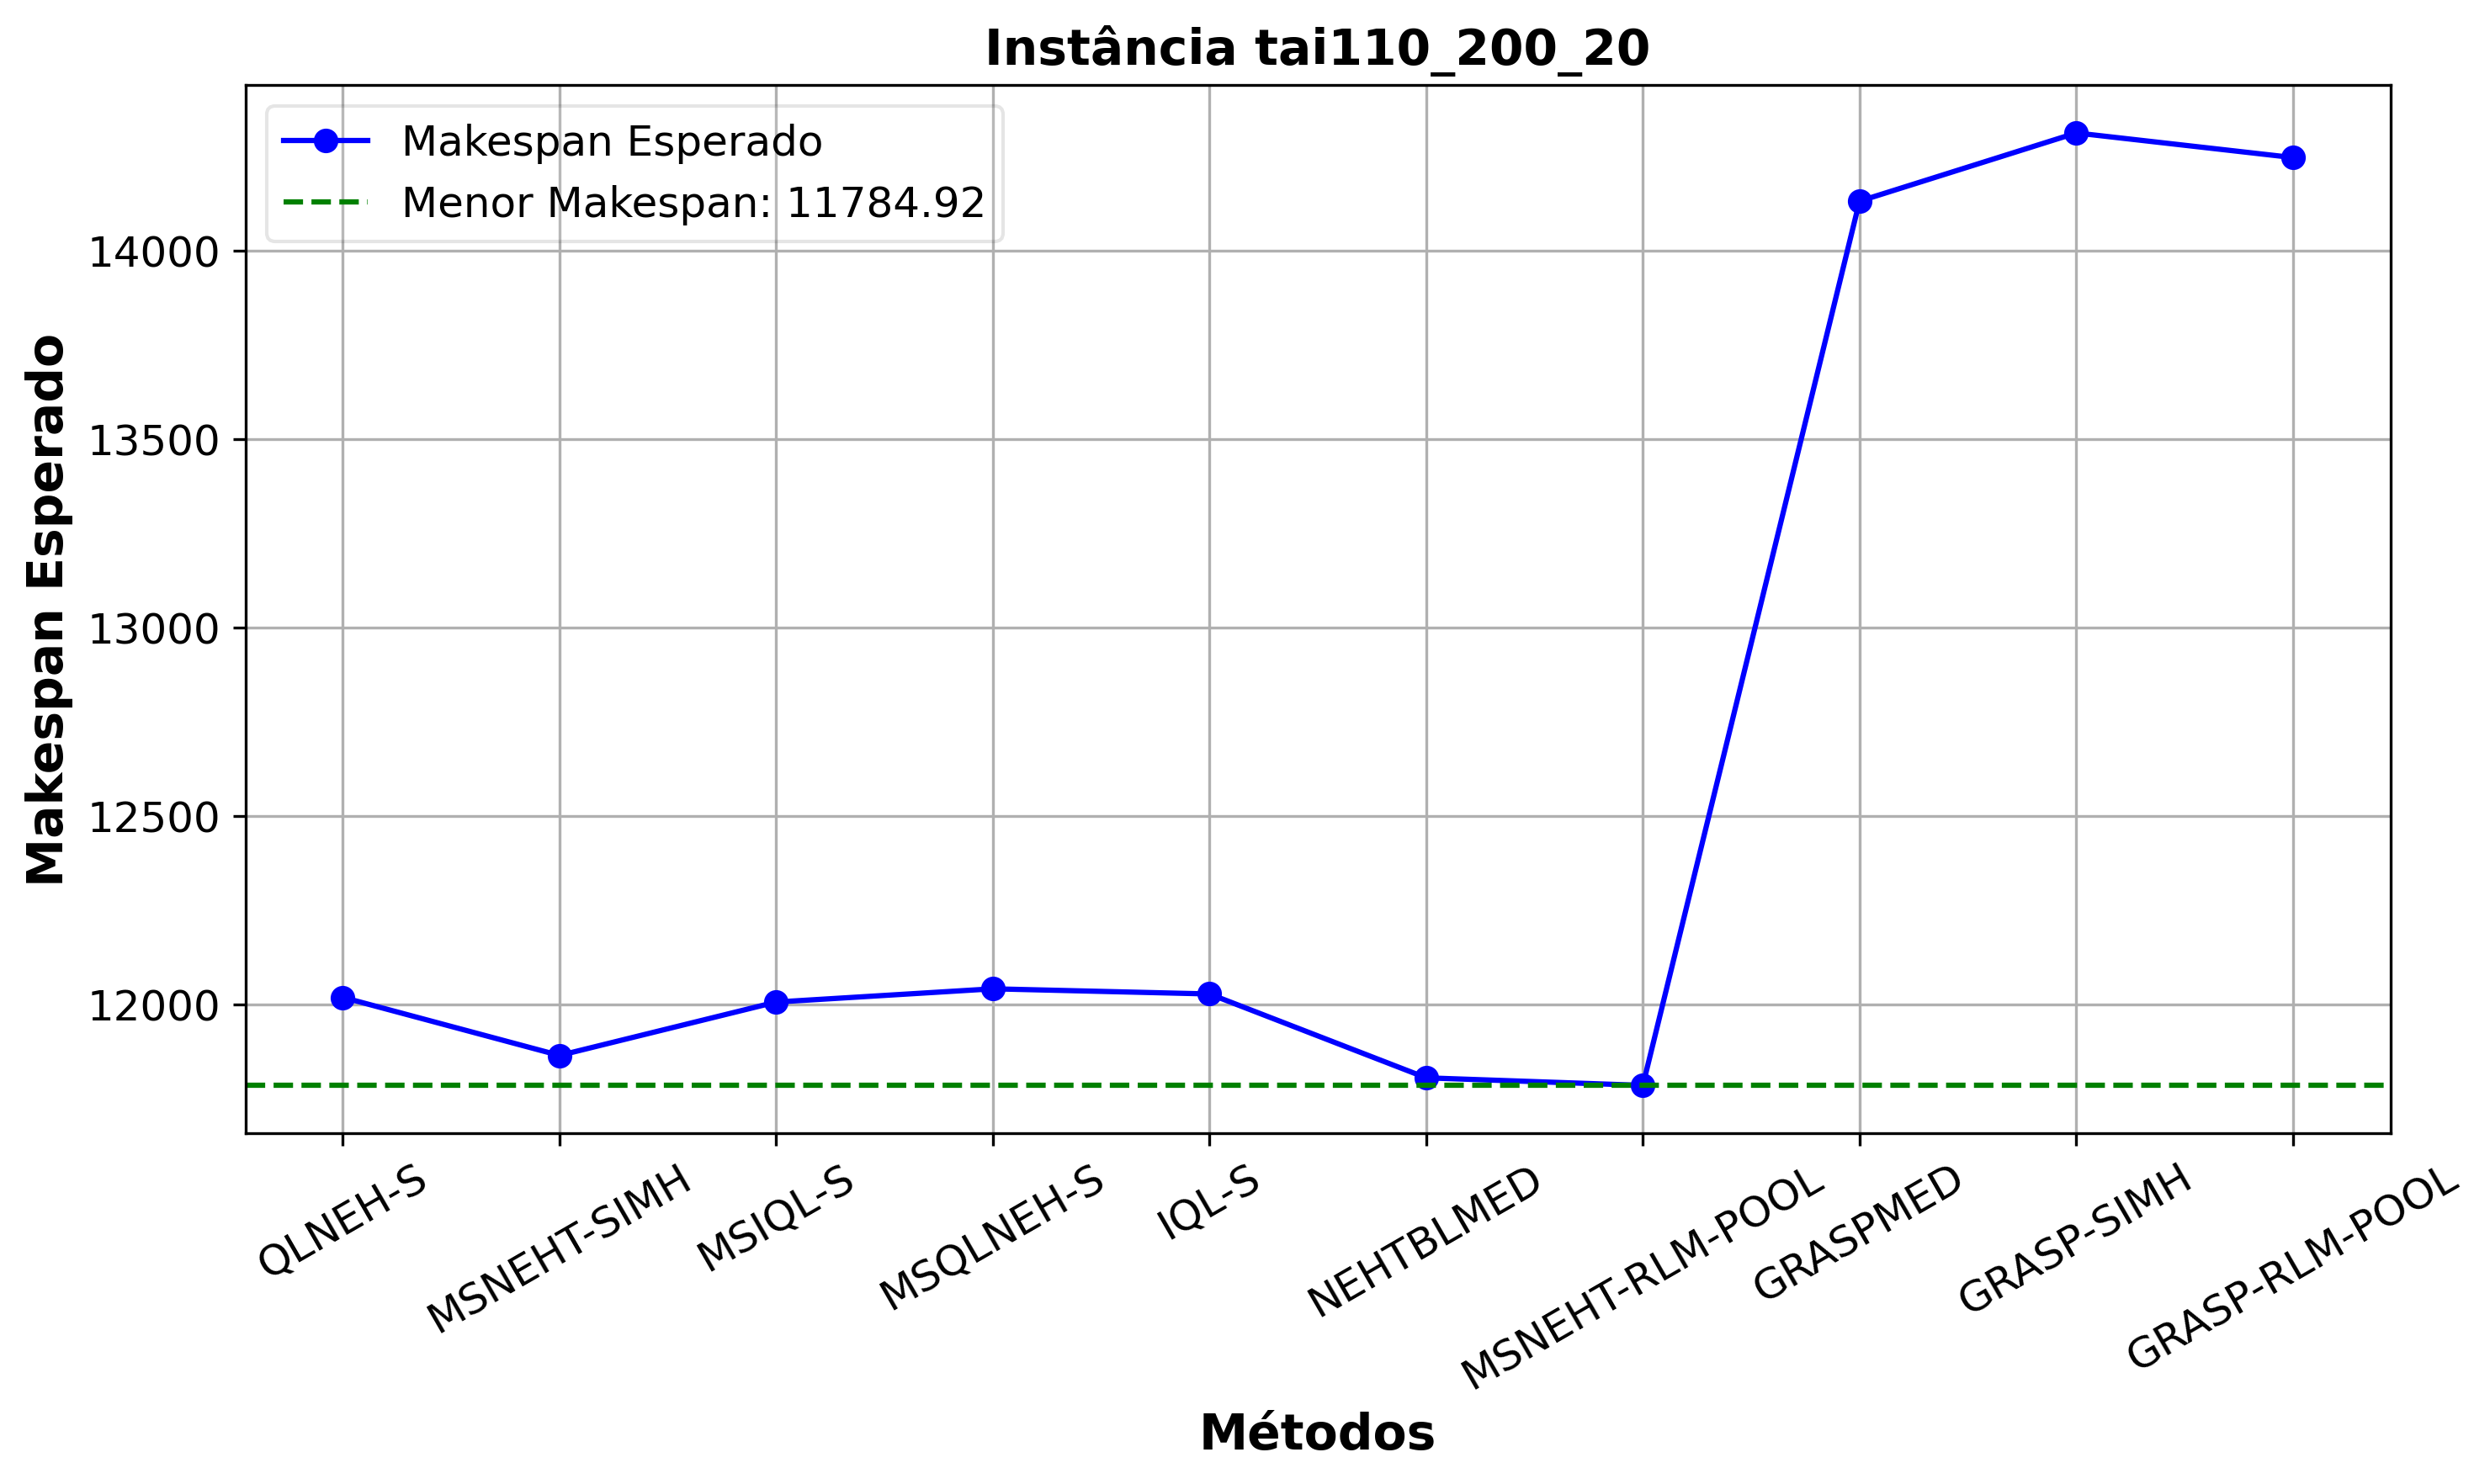 Instância tai110_200_20
Makespan Esperado
Menor Makespan: 11784.92
Makespan Esperado
14000
13500
13000
12500
12000
QLNEH-S
MSNEHT-SIMH
MSIQL-S
MSQLNEH-S
IQL-S
NEHTBLMED
MSNEHT-RLM-POOL
GRASPMED
GRASP-SIMH
GRASP-RLM-POOL
Métodos